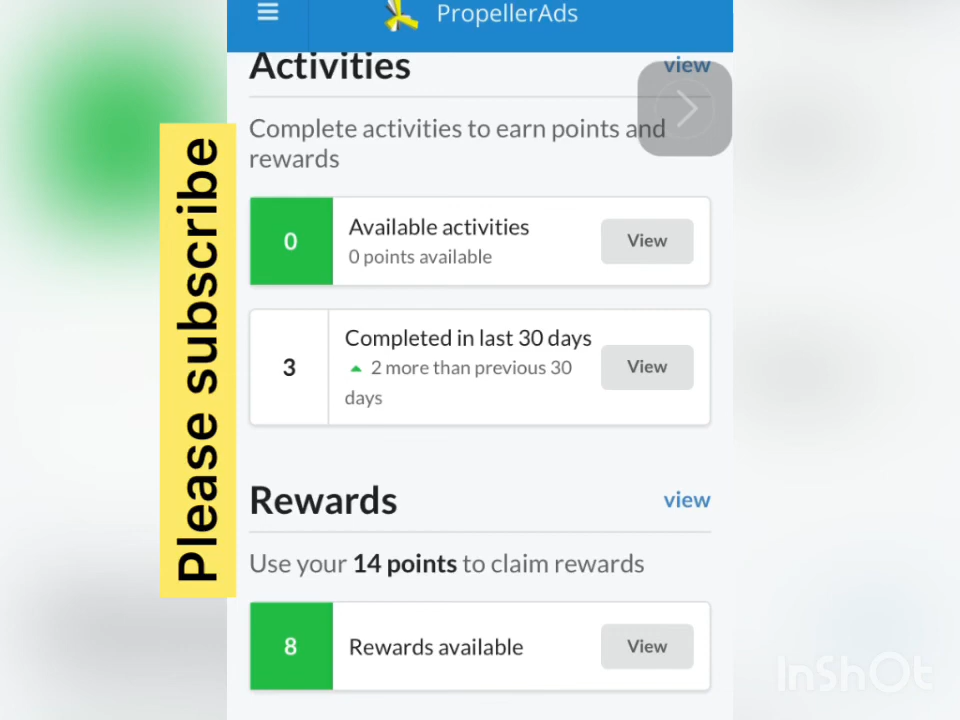 PropellerAds
Activities
view
Complete activities to earn points and
rewards
0
Available activities
0 points available
View
3
Completed in last 30 days
2 more than previous 30
days
View
Rewards
view
Use your 14 points to claim rewards
8
Rewards available
View
Please subscribe
InShOt